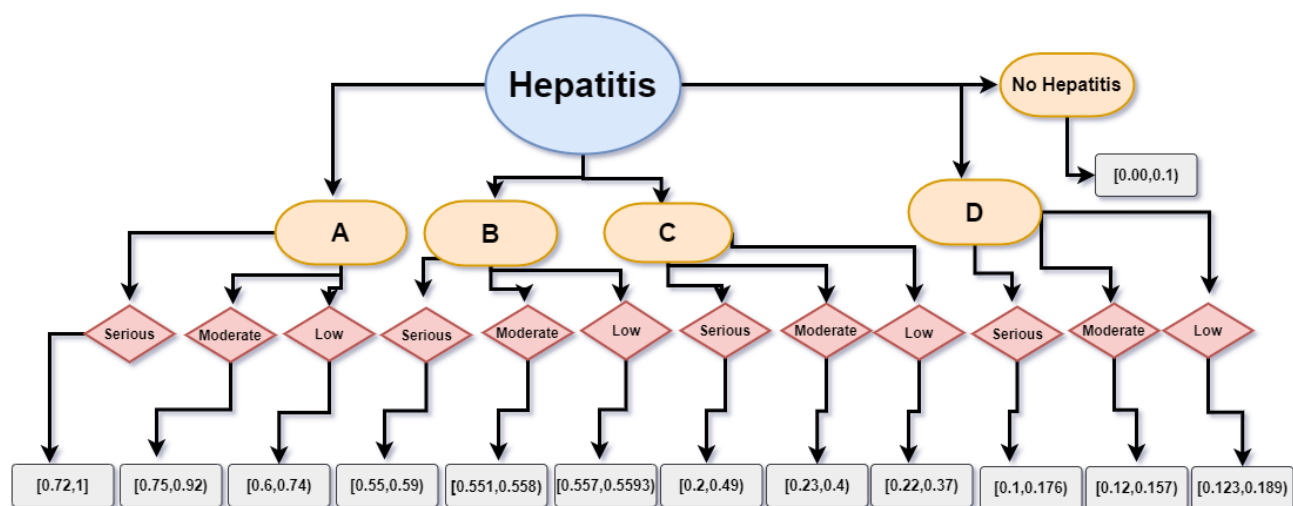 Hepatitis
No Hepatitis
[0.00,0.1)
A
B
C
D
Serious
Moderate
Low
Serious
Moderate
Low
Serious
Moderate
Low
Serious
Moderate
Low
[0.72,1]
[0.75,0.92)
[0.6,0.74)
[0.55,0.59)
[0.551,0.558)
[0.557,0.5593)
[0.2,0.49)
[0.23,0.4)
[0.22,0.37)
[0.1,0.176)
[0.12,0.157)
[0.123,0.189)